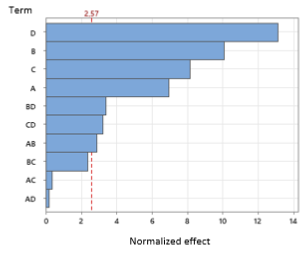 Term
2.57
D
B
C
A
BD
CD
AB
BC
AC
AD
0 2 4 6 8 10 12 14
Normalized effect